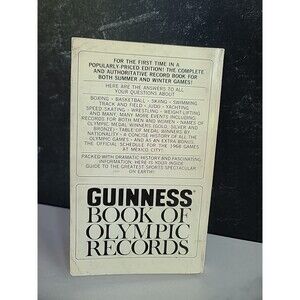 FOR THE FIRST TIME IN A
POPULARLY-PRICED EDITION! THE COMPLETE
AND AUTHORITATIVE RECORD BOOK FOR
BOTH SUMMER AND WINTER GAMES!
HERE ARE THE ANSWERS TO ALL
YOUR QUESTIONS ABOUT
BOXING • BASKETBALL • SKIING • SWIMMING
TRACK AND FIELD • JUDO • YACHTING
SPEED SKATING • WRESTLING • WEIGHT LIFTING
AND MANY, MANY MORE EVENTS INCLUDING
RECORDS FOR BOTH MEN AND WOMEN • NAMES OF
OLYMPIC MEDAL WINNERS (GOLD, SILVER AND
BRONZE) • TABLE OF MEDAL WINNERS BY
NATIONALITY • A CONCISE HISTORY OF ALL THE
OLYMPIC GAMES • AND AS AN EXTRA BONUS,
THE OFFICIAL SCHEDULE FOR THE 1968 GAMES
AT MEXICO CITY!
PACKED WITH DRAMATIC HISTORY AND FASCINATING
INFORMATION, HERE IS YOUR INSIDE
GUIDE TO THE GREATEST SPORTS SPECTACULAR
ON EARTH!
GUINNESS
BOOK OF
OLYMPIC
RECORDS